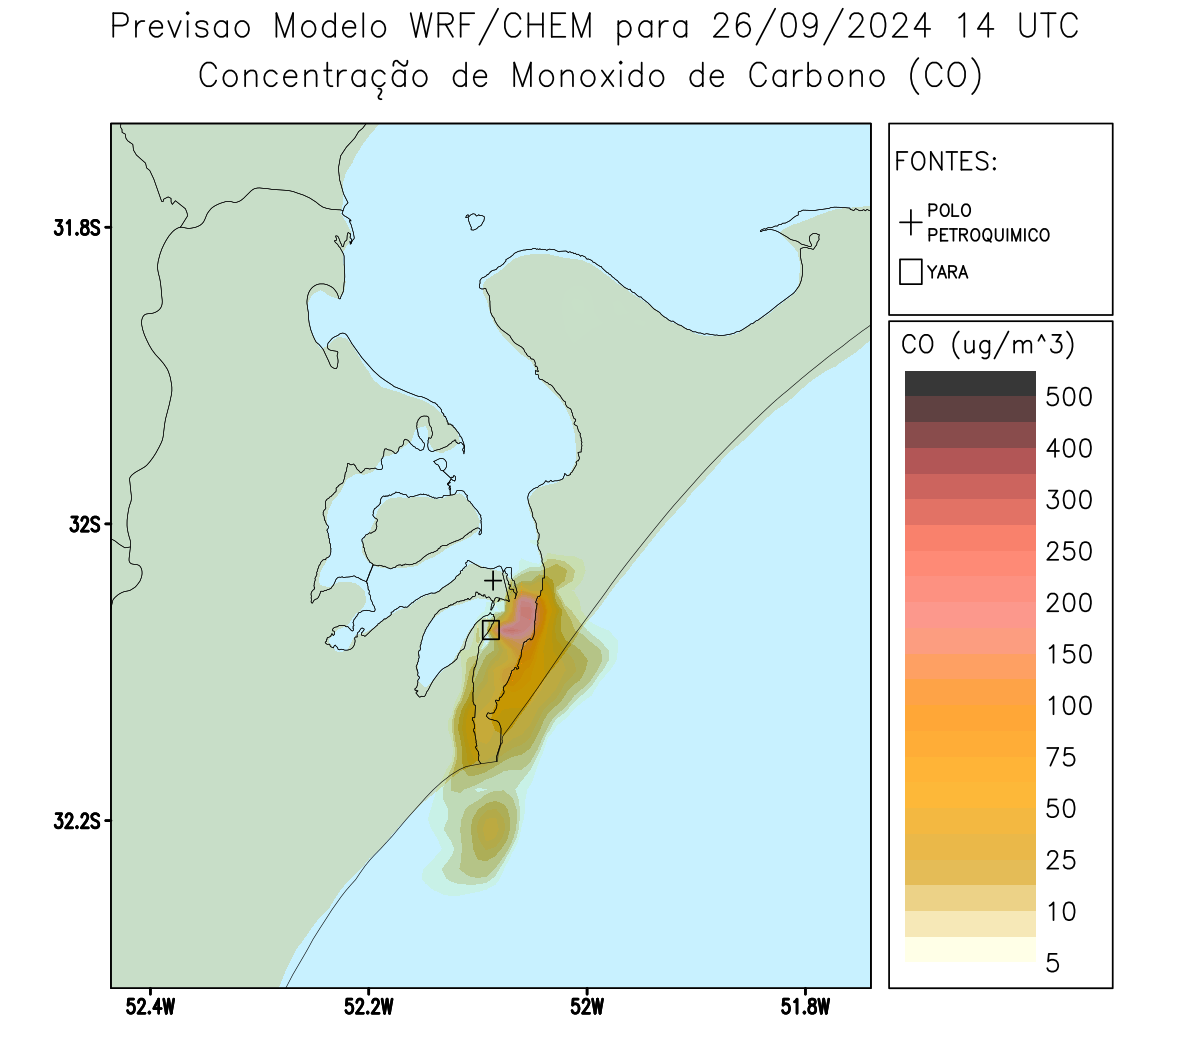 Previsao Modelo WRF/CHEM para 26/09/2024 14 UTC
Concentração de Monoxido de Carbono (CO)
FONTES:
POLO
PETROQUIMICO
YARA
CO (ug/m^3)
500
400
300
250
200
150
100
75
50
25
10
5
31.8S
32S
32.2S
52.4W
52.2W
52W
51.8W